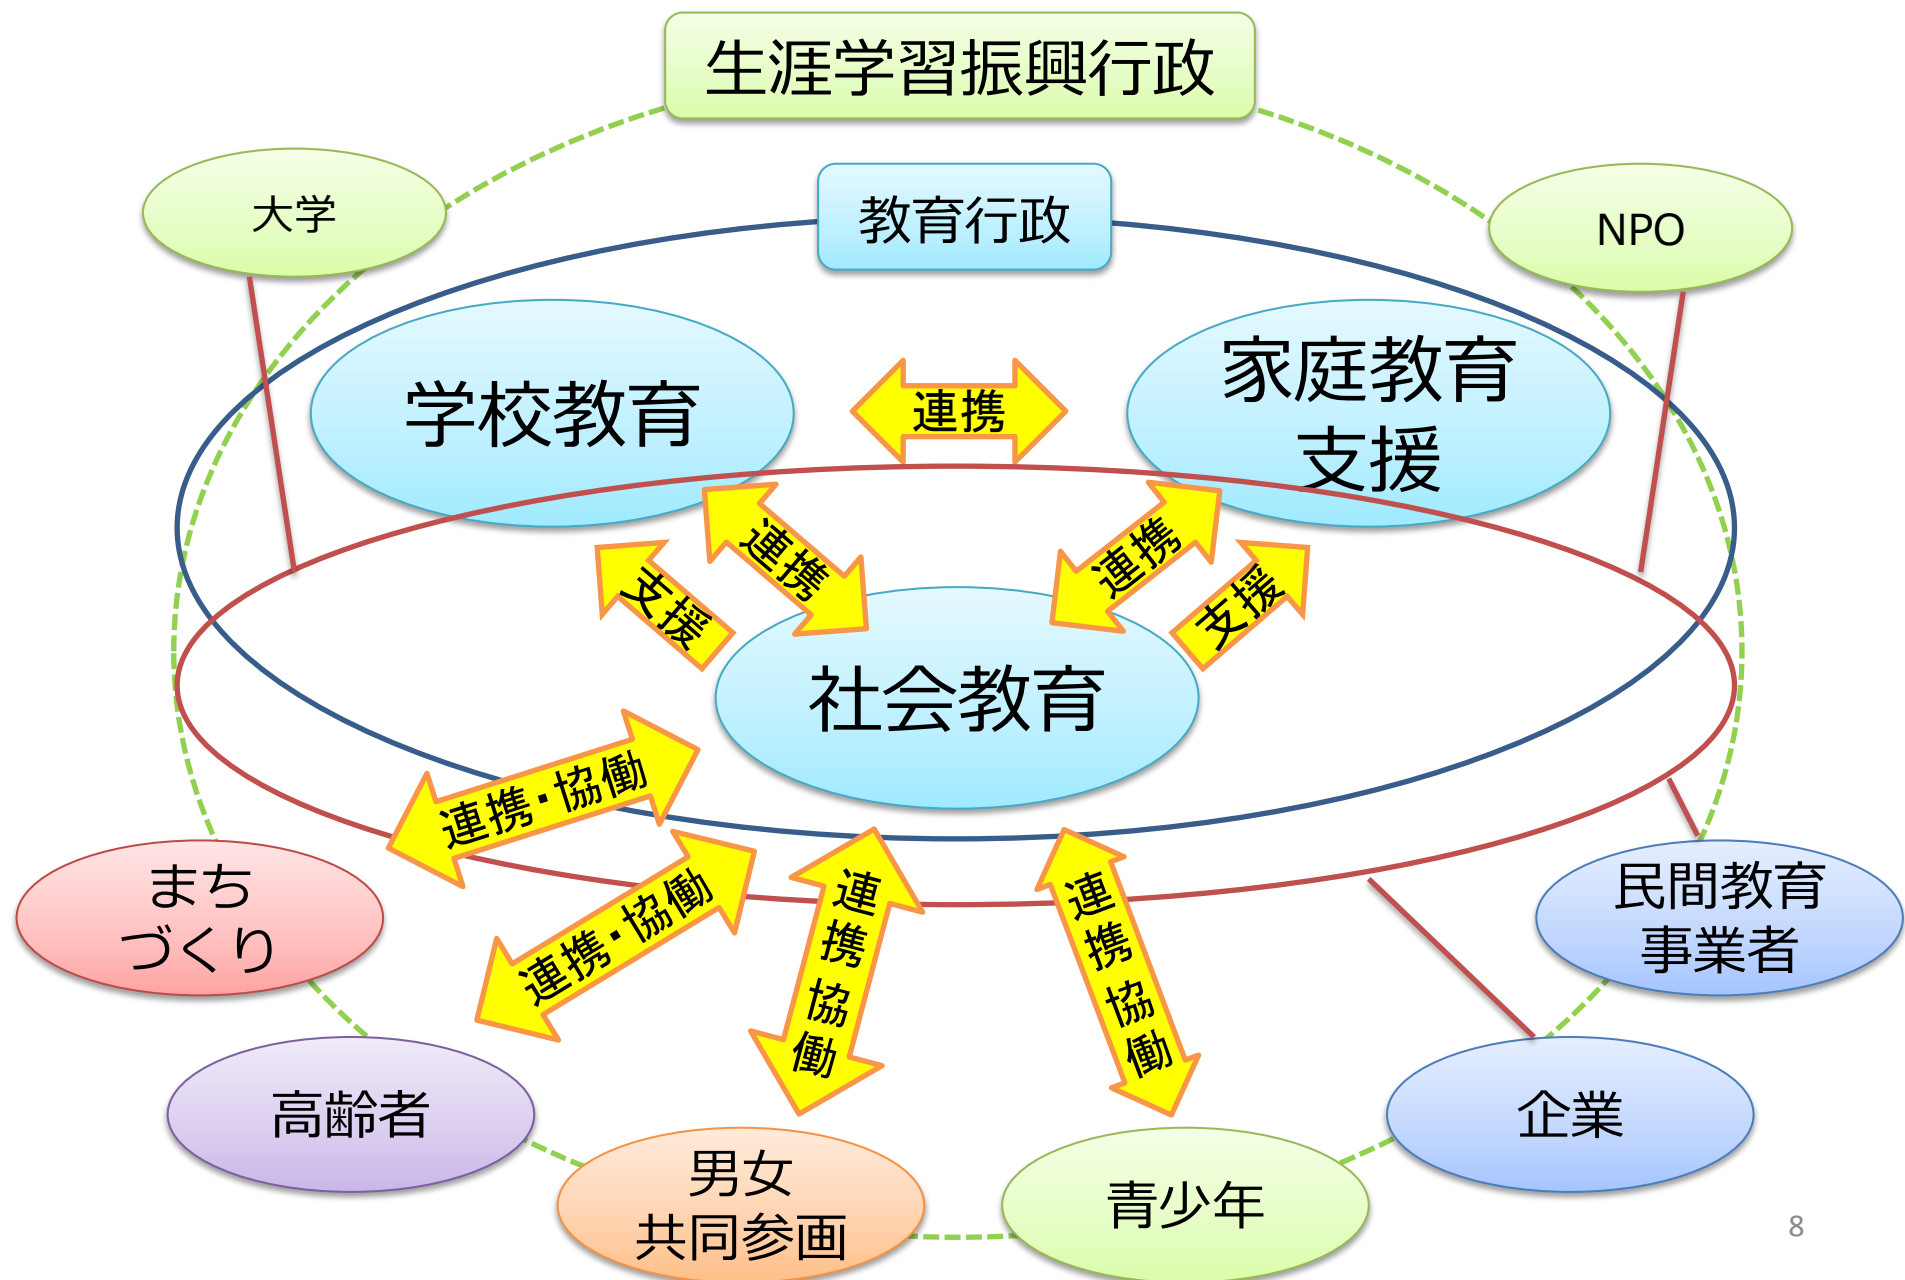 生涯学習振興行政
大学
教育行政
NPO
学校教育
連携
家庭教育
支援
連携
連携
支援
支援
社会教育
連携・協働
連携・協働
連携
協働
連携
協働
まち
づくり
民間教育
事業者
高齢者
企業
男女
共同参画
青少年
8